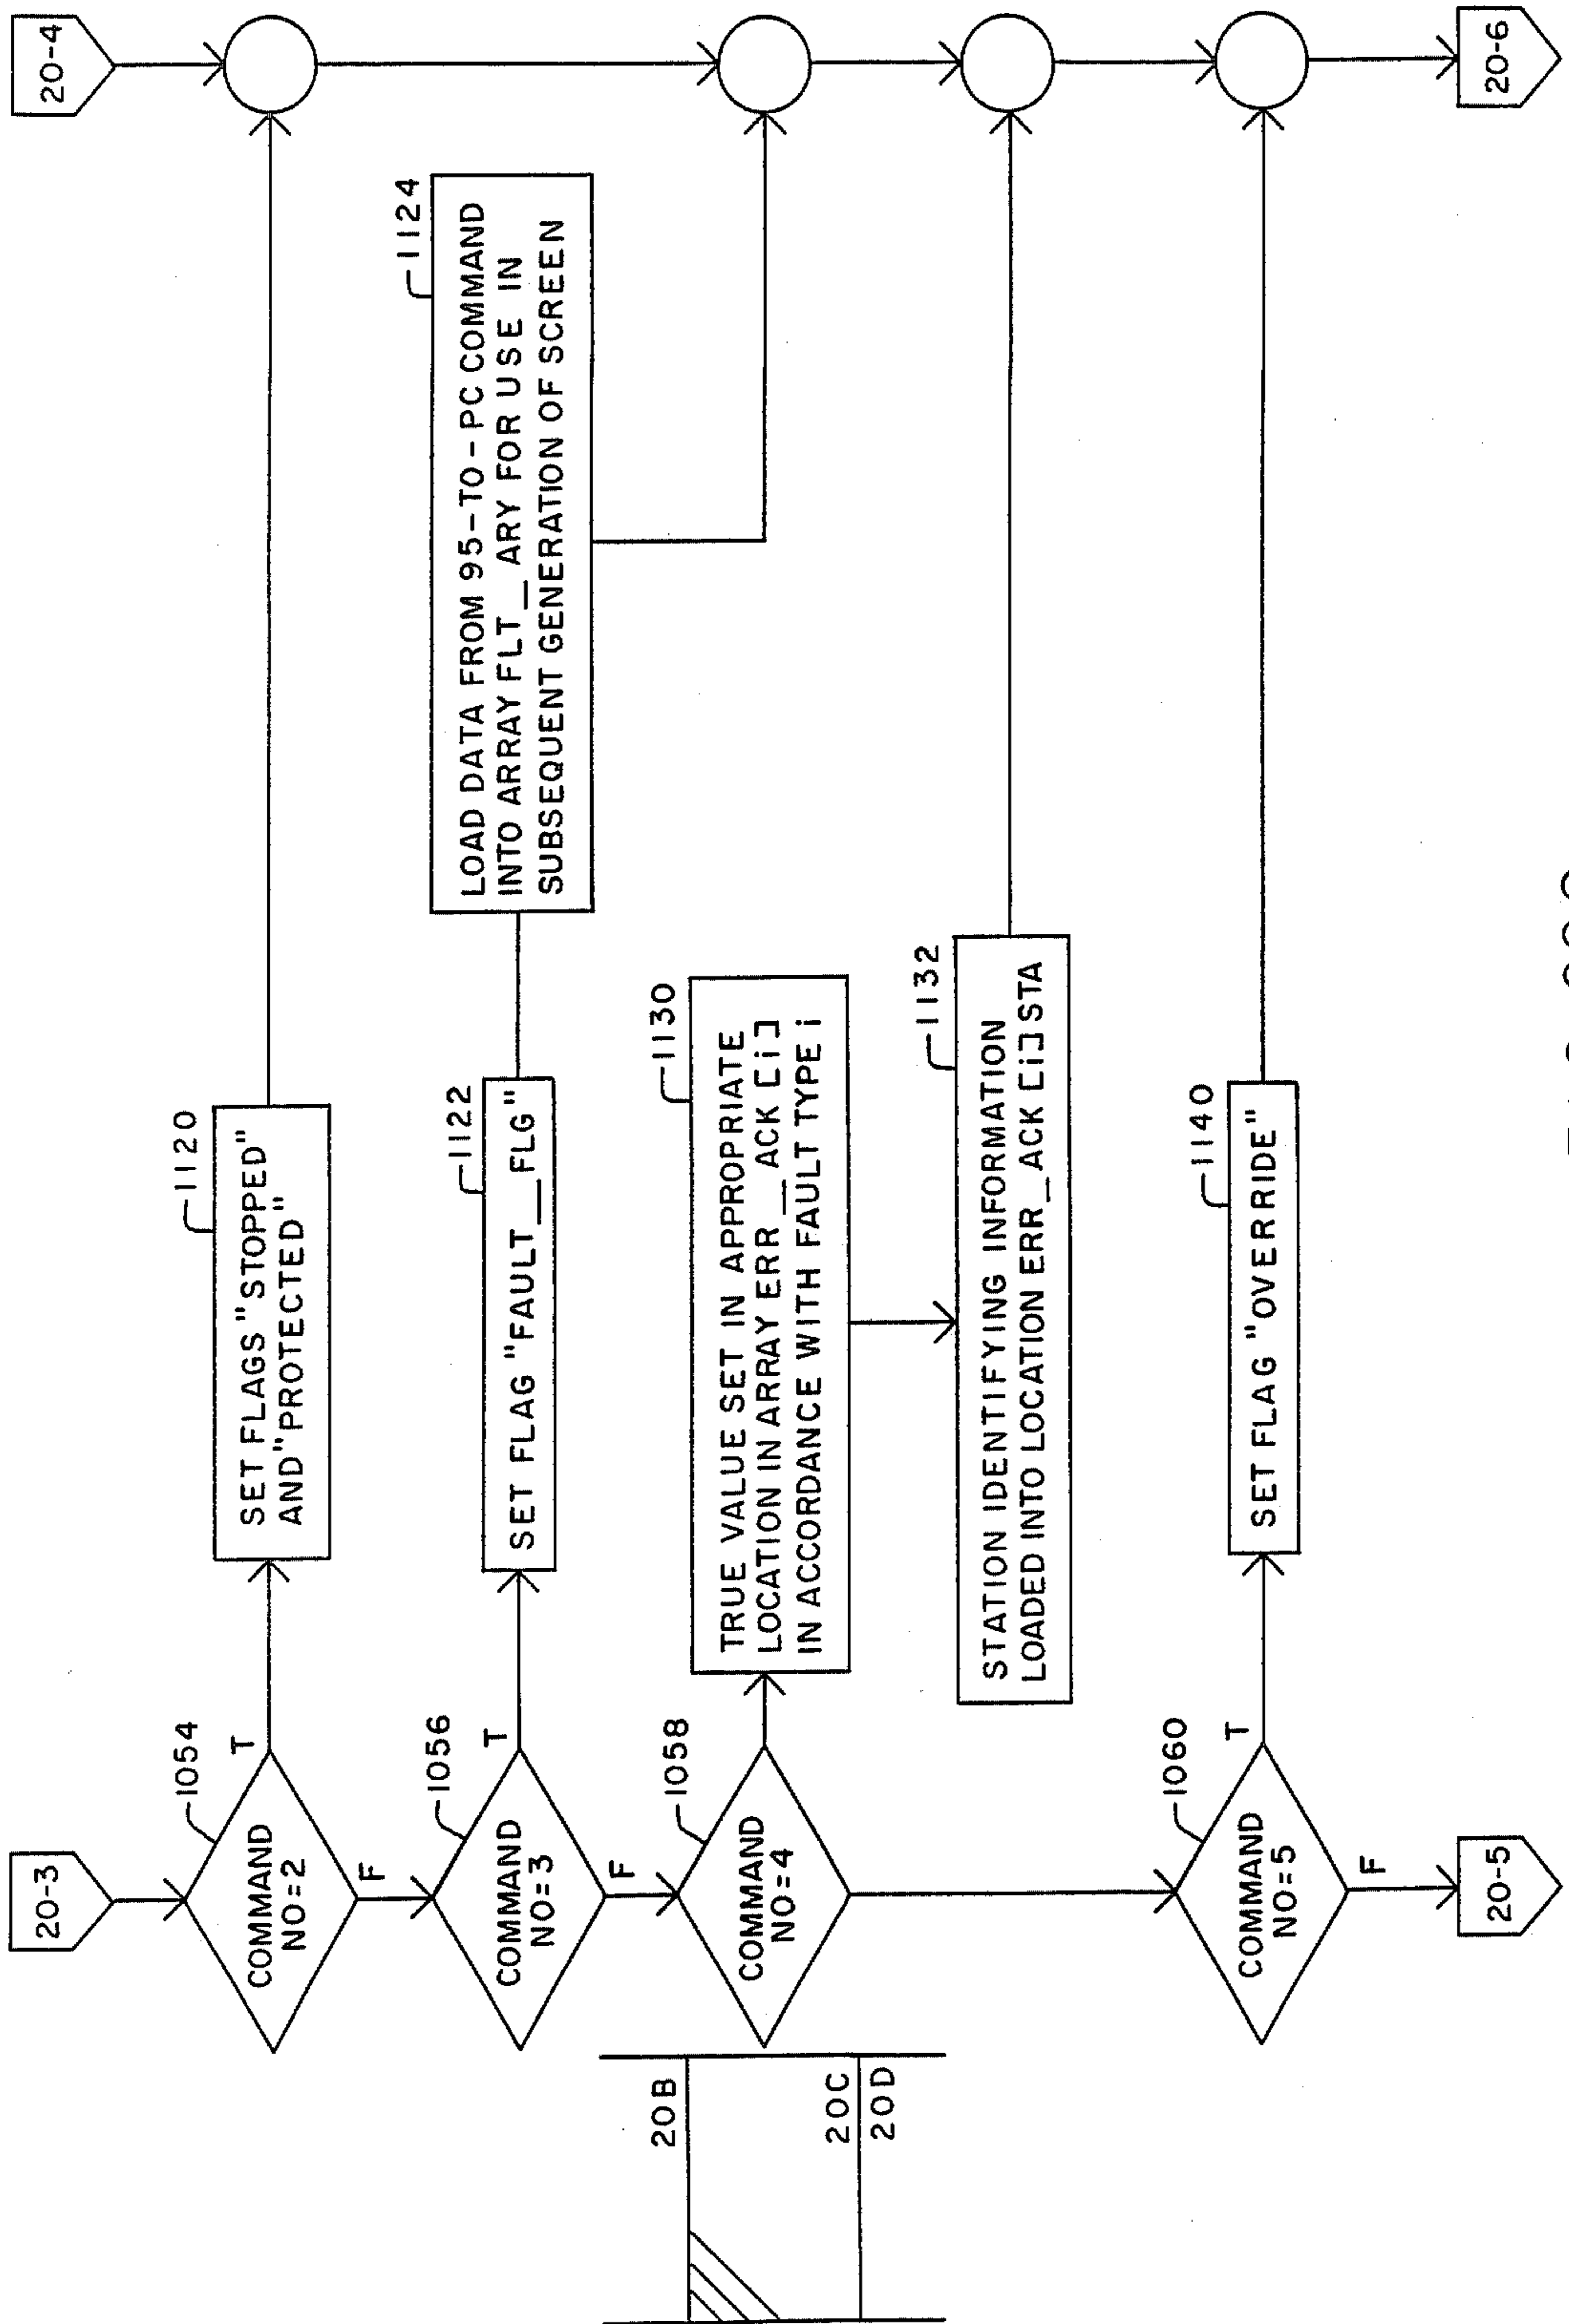 20-3
20-4
COMMAND
NO=2
1054
T
F
1120
SET FLAGS "STOPPED"
AND "PROTECTED"
COMMAND
NO=3
1056
T
F
1122
SET FLAG "FAULT_FLG"
1124
LOAD DATA FROM 95-TO-PC COMMAND
INTO ARRAY FLT_ARY FOR USE IN
SUBSEQUENT GENERATION OF SCREEN
20B
20C
20D
COMMAND
NO=4
1058
1130
TRUE VALUE SET IN APPROPRIATE
LOCATION IN ARRAY ERR_ACK [i]
IN ACCORDANCE WITH FAULT TYPE i
1132
STATION IDENTIFYING INFORMATION
LOADED INTO LOCATION ERR_ACK [i] STA
COMMAND
NO=5
1060
T
F
1140
SET FLAG "OVERRIDE"
20-5
20-6